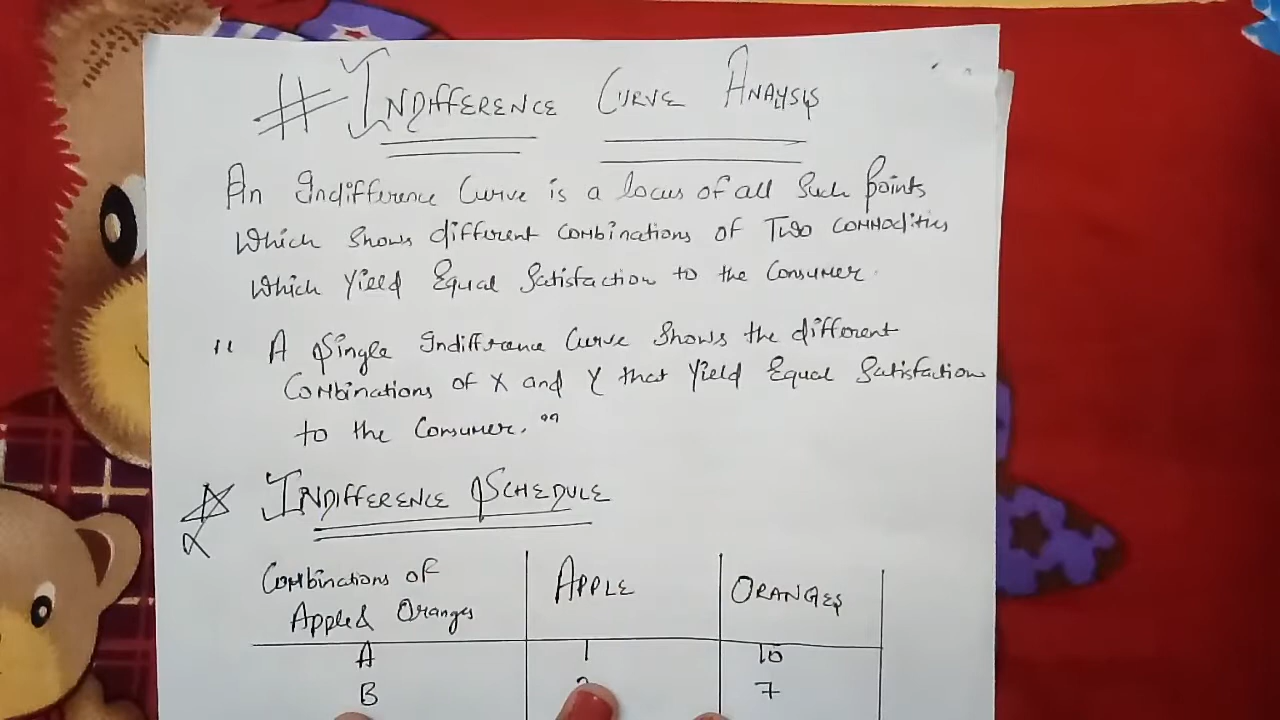 # INDIFFERENCE CURVE ANALYSIS
An Indifference Curve is a locus of all Such points
Which Shows different Combinations of Two Commodities
Which Yield Equal Satisfaction to the Consumer.
" A Single Indifference Curve Shows the different
Combinations of X and Y that Yield Equal Satisfaction
to the Consumer. "
INDIFFERENCE SCHEDULE
Combinations of Apple & Oranges APPLE ORANGES
A 1 10
B 7